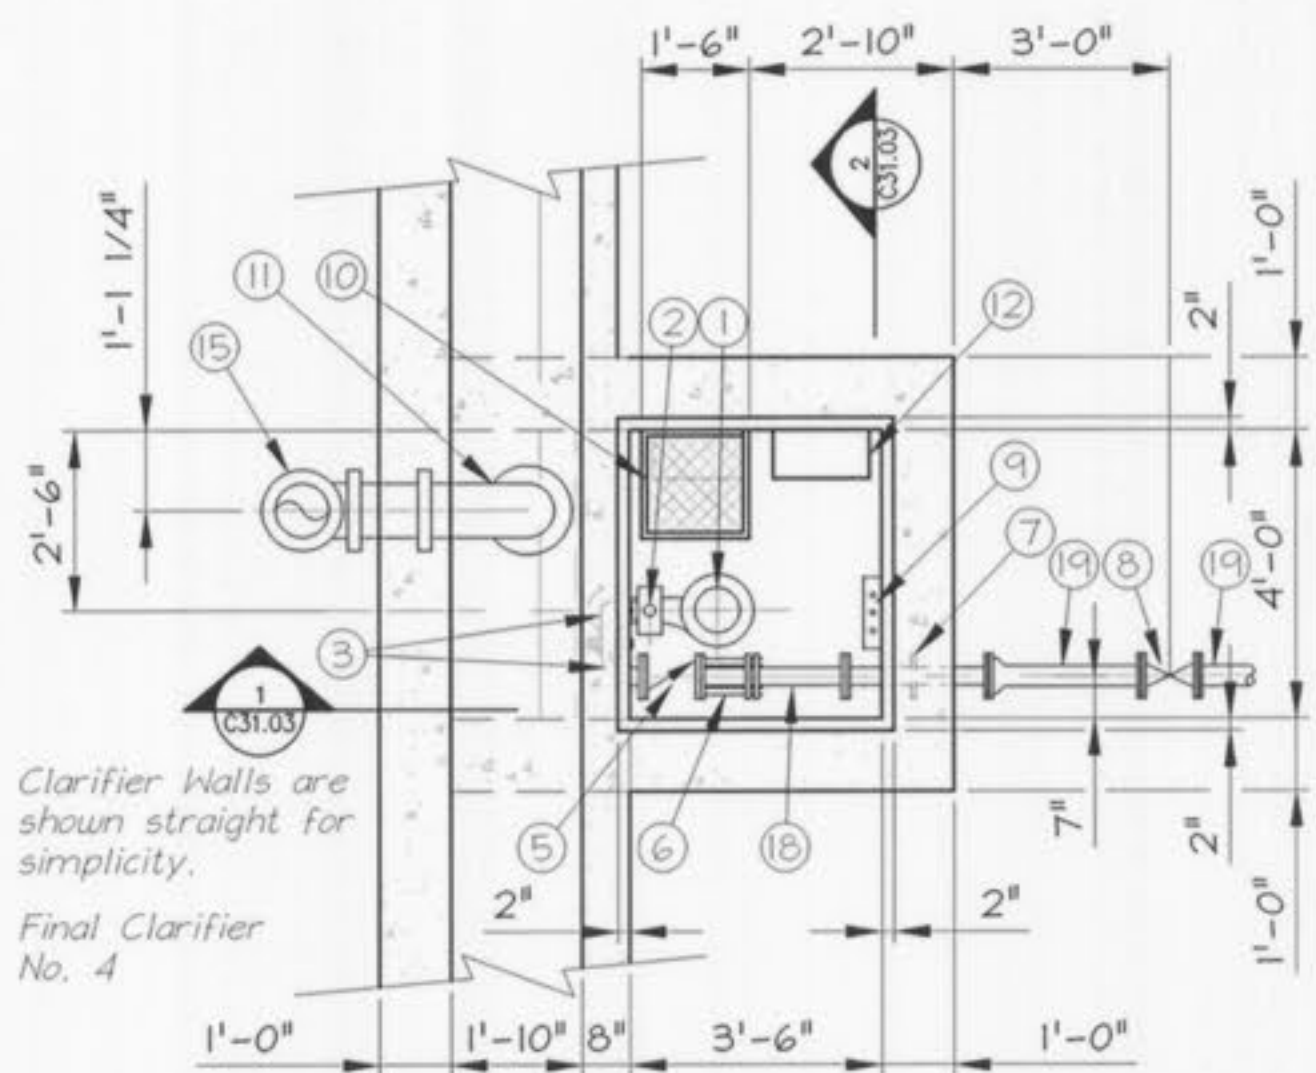 1'-6" 2'-10" 3'-0"
2
C31.03
1'-1 1/4"
1'-0"
2"
11 10
2 1 12
15
9
2'-6"
7
19 8 19
4'-0"
3
1
C31.03
Clarifier Walls are
shown straight for
simplicity.
5 6 18
7"
2"
2" 2"
1'-0"
Final Clarifier
No. 4
1'-0" 1'-10" 8" 3'-6" 1'-0"